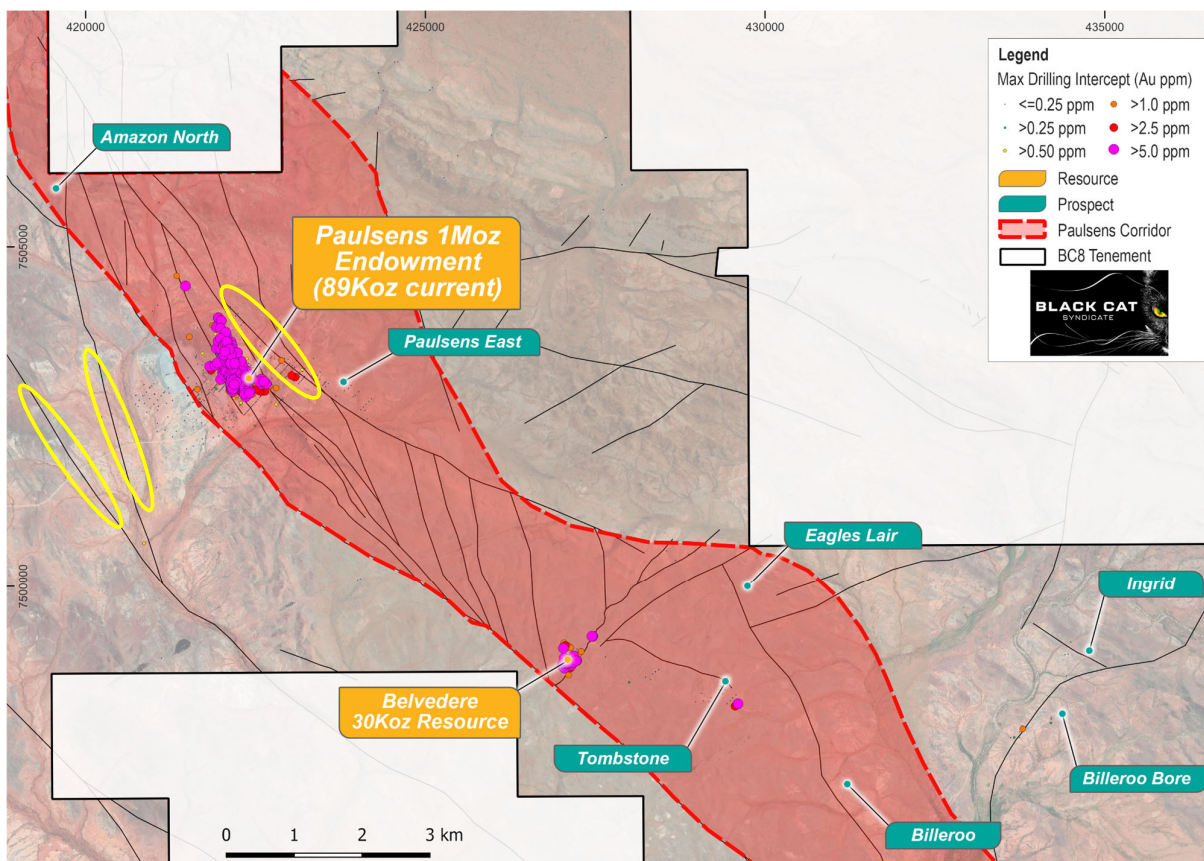 420000
425000
430000
435000
7505000
7500000
Legend
Max Drilling Intercept (Au ppm)
<=0.25 ppm
>1.0 ppm
>0.25 ppm
>2.5 ppm
>0.50 ppm
>5.0 ppm
Resource
Prospect
Paulsens Corridor
BC8 Tenement
BLACK CAT
SYNDICATE
Amazon North
Paulsens 1Moz
Endowment
(89Koz current)
Paulsens East
Eagles Lair
Ingrid
Belvedere
30Koz Resource
Tombstone
Billeroo Bore
Billeroo
0 1 2 3 km